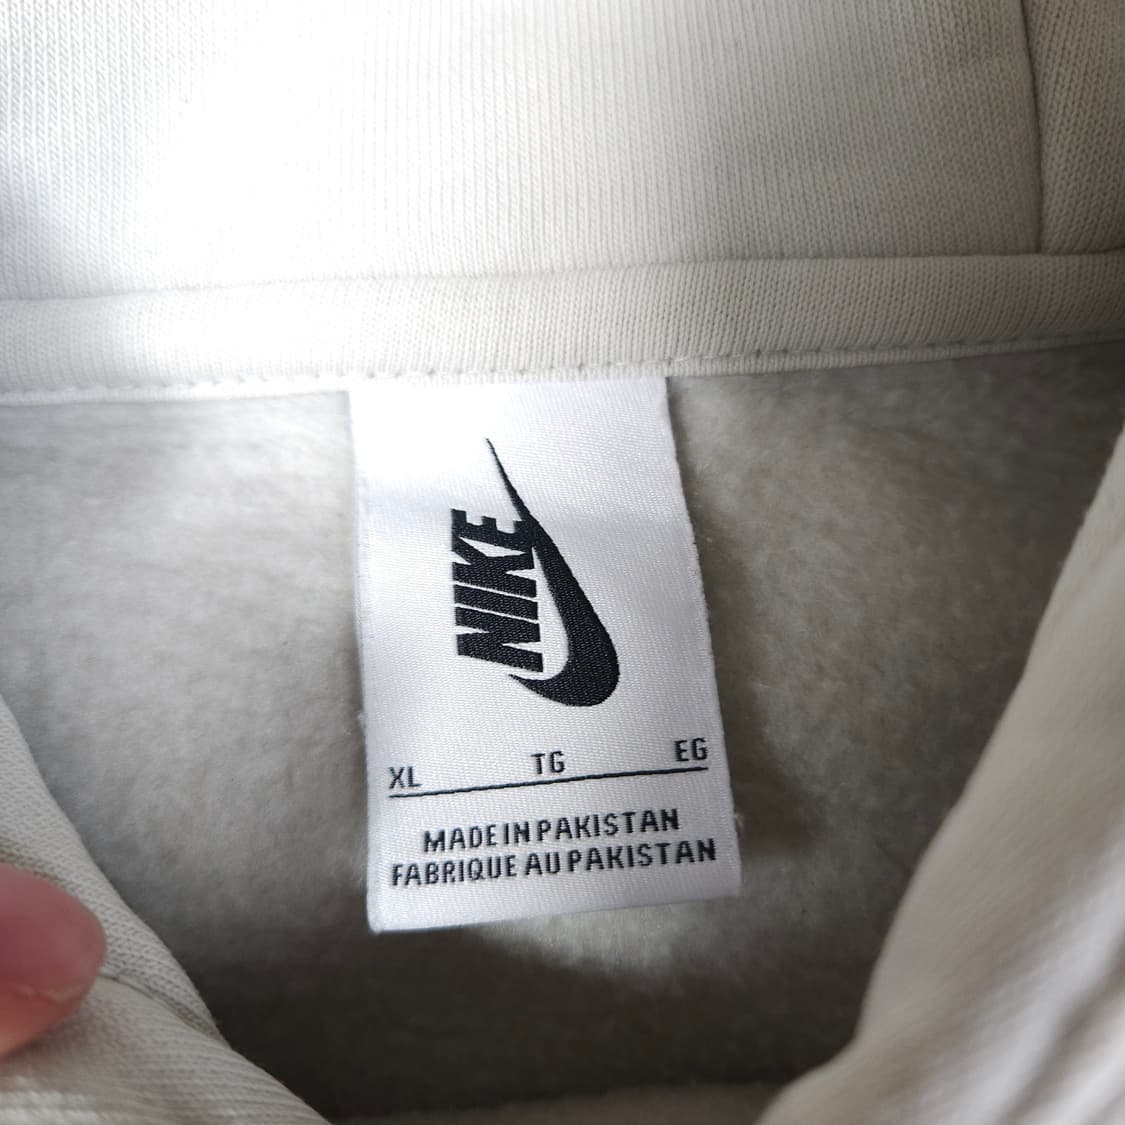 NIKE
XL TG EG
MADE IN PAKISTAN
FABRIQUE AU PAKISTAN